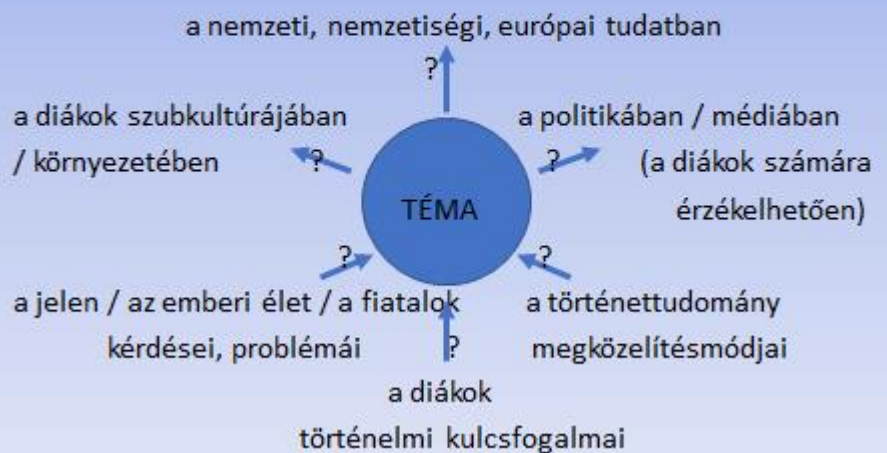 a nemzeti, nemzetiségi, európai tudatban
?
a diákok szubkultúrájában
/ környezetében
?
a politikában / médiában
?
(a diákok számára
érzékelhetően)
TÉMA
?
a jelen / az emberi élet / a fiatalok
kérdései, problémái
?
a történettudomány
megközelítésmódjai
?
a diákok
történelmi kulcsfogalmai